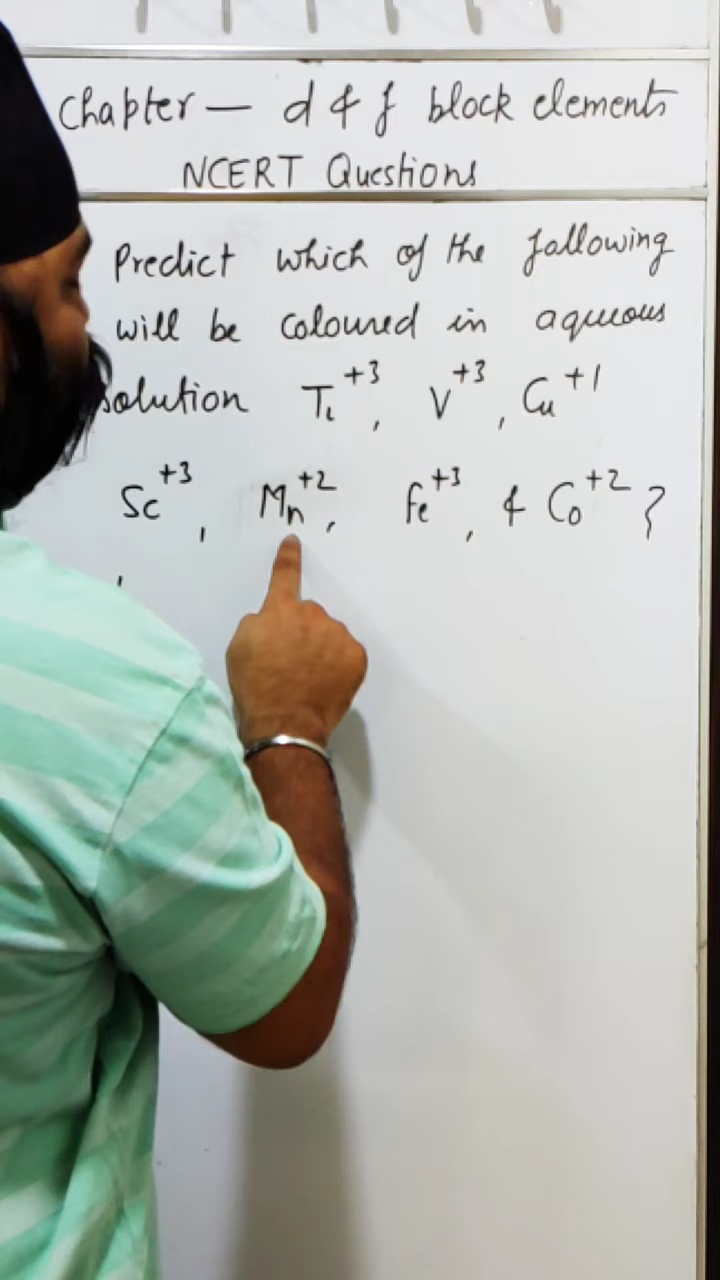 Chapter — d & f block elements
NCERT Questions
Predict which of the following
will be coloured in aqueous
solution Ti+3, V+3, Cu+1
Sc+3, Mn+2, Fe+3, & Co+2?